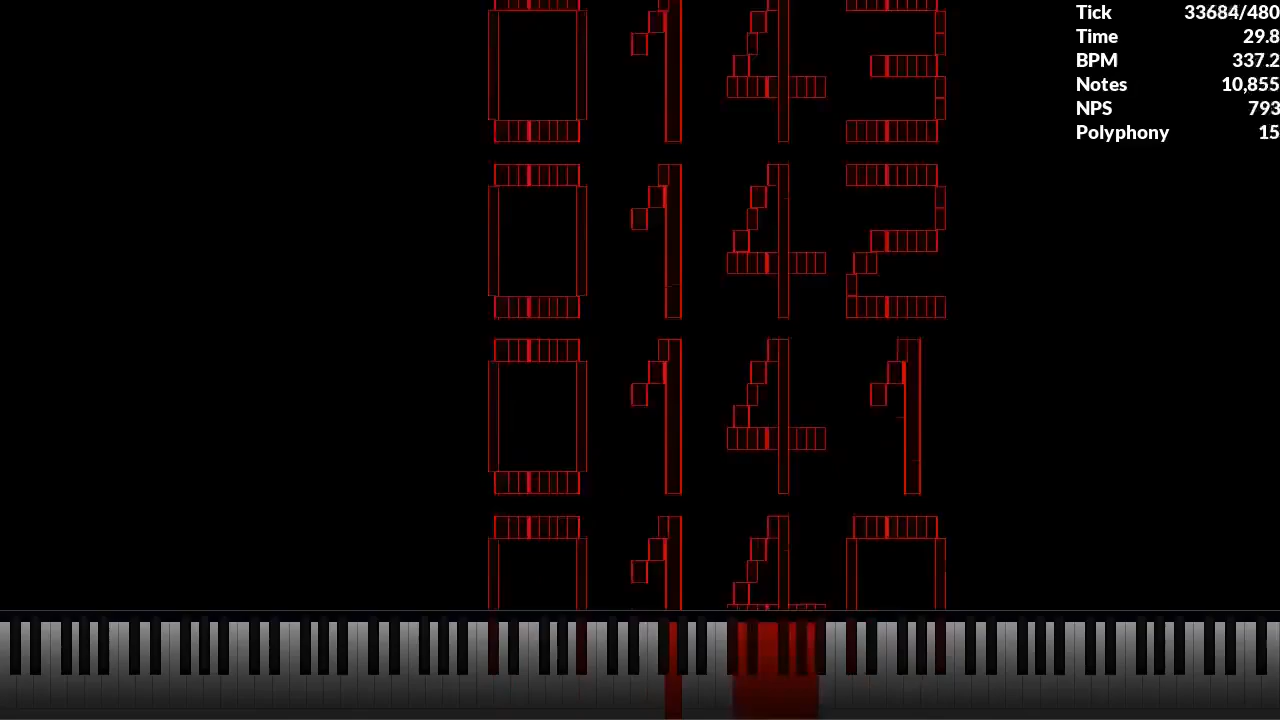 Tick 33684/480
Time 29.8
BPM 337.2
Notes 10,855
NPS 793
Polyphony 15
0143
0142
0141
0140